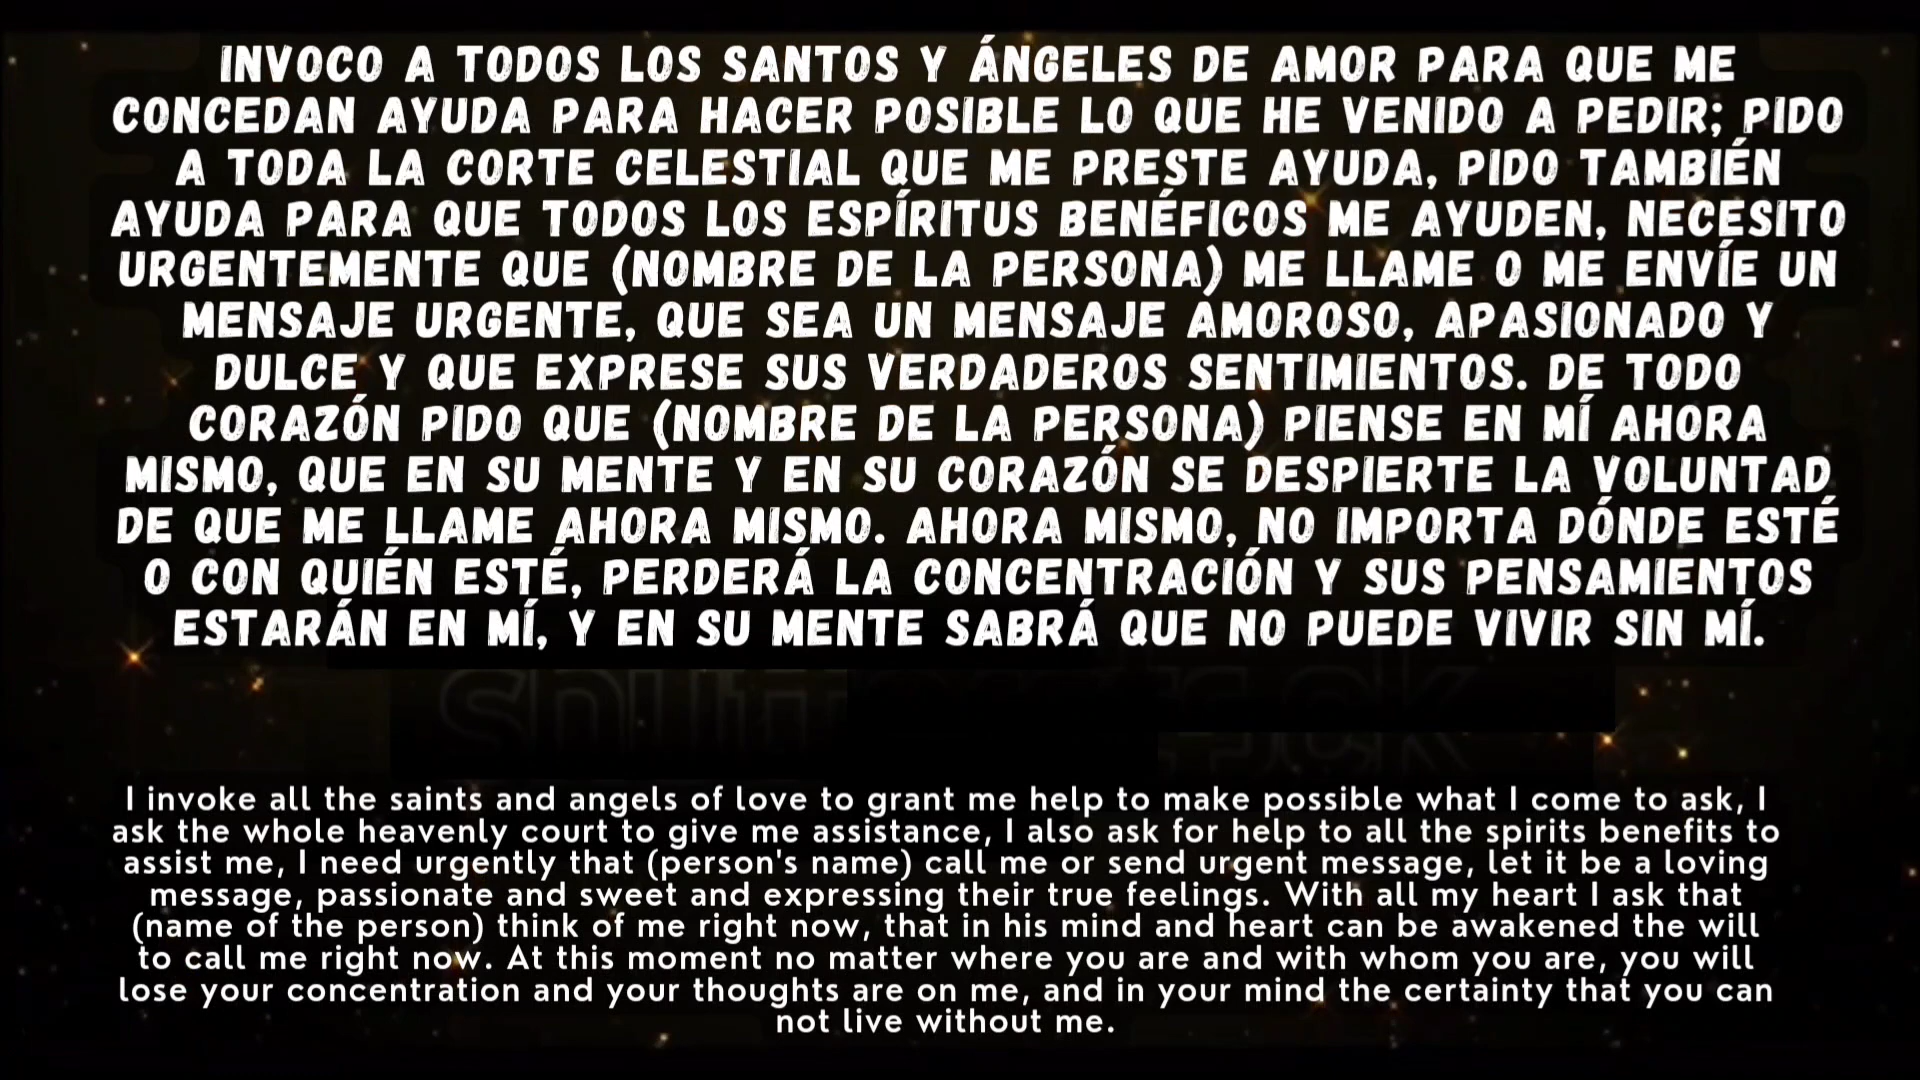 INVOCO A TODOS LOS SANTOS Y ÁNGELES DE AMOR PARA QUE ME
CONCEDAN AYUDA PARA HACER POSIBLE LO QUE HE VENIDO A PEDIR; PIDO
A TODA LA CORTE CELESTIAL QUE ME PRESTE AYUDA, PIDO TAMBIÉN
AYUDA PARA QUE TODOS LOS ESPÍRITUS BENÉFICOS ME AYUDEN, NECESITO
URGENTEMENTE QUE (NOMBRE DE LA PERSONA) ME LLAME O ME ENVÍE UN
MENSAJE URGENTE, QUE SEA UN MENSAJE AMOROSO, APASIONADO Y
DULCE Y QUE EXPRESE SUS VERDADEROS SENTIMIENTOS. DE TODO
CORAZÓN PIDO QUE (NOMBRE DE LA PERSONA) PIENSE EN MÍ AHORA
MISMO, QUE EN SU MENTE Y EN SU CORAZÓN SE DESPIERTE LA VOLUNTAD
DE QUE ME LLAME AHORA MISMO. AHORA MISMO, NO IMPORTA DÓNDE ESTÉ
O CON QUIÉN ESTÉ, PERDERÁ LA CONCENTRACIÓN Y SUS PENSAMIENTOS
ESTARÁN EN MÍ, Y EN SU MENTE SABRÁ QUE NO PUEDE VIVIR SIN MÍ.
I invoke all the saints and angels of love to grant me help to make possible what I come to ask, I
ask the whole heavenly court to give me assistance, I also ask for help to all the spirits benefits to
assist me, I need urgently that (person's name) call me or send urgent message, let it be a loving
message, passionate and sweet and expressing their true feelings. With all my heart I ask that
(name of the person) think of me right now, that in his mind and heart can be awakened the will
to call me right now. At this moment no matter where you are and with whom you are, you will
lose your concentration and your thoughts are on me, and in your mind the certainty that you can
not live without me.